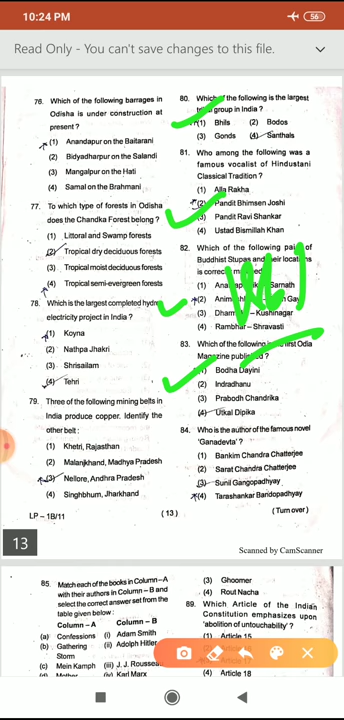 10:24 PM
56
Read Only - You can't save changes to this file.
76. Which of the following barrages in
Odisha is under construction at
present ?
(1) Anandapur on the Baitarani
(2) Bidyadharpur on the Salandi
(3) Mangalpur on the Hati
(4) Samal on the Brahmani
77. To which type of forests in Odisha
does the Chandka Forest belong ?
(1) Littoral and Swamp forests
(2) Tropical dry deciduous forests
(3) Tropical moist deciduous forests
(4) Tropical semi-evergreen forests
78. Which is the largest completed hydro
electricity project in India ?
(1) Koyna
(2) Nathpa Jhakri
(3) Shrisailam
(4) Tehri
79. Three of the following mining belts in
India produce copper. Identify the
other belt :
(1) Khetri, Rajasthan
(2) Malanjkhand, Madhya Pradesh
(3) Nellore, Andhra Pradesh
(4) Singhbhum, Jharkhand
LP – 1B/11
(13)
80. Which of the following is the largest
group in India ?
(1) Bhils (2) Bodos
(3) Gonds (4) Santhals
81. Who among the following was a
famous vocalist of Hindustani
Classical Tradition ?
(1) Alla Rakha
(2) Pandit Bhimsen Joshi
(3) Pandit Ravi Shankar
(4) Ustad Bismillah Khan
82. Which of the following pair of
Buddhist Stupas and their locations
is correct
(1) Sarnath
(2) Gay
(3) – Kushinagar
(4) Rambhar – Shravasti
83. Which of the following first Odia
Magazine published ?
(1) Bodha Dayini
(2) Indradhanu
(3) Prabodh Chandrika
(4) Utkal Dipika
84. Who is the author of the famous novel
'Ganadevta' ?
(1) Bankim Chandra Chatterjee
(2) Sarat Chandra Chatterjee
(3) Sunil Gangopadhyay
(4) Tarashankar Bandopadhyay
(Turn over)
13
Scanned by CamScanner
85. Match each of the books in Column–A
with their authors in Column – B and
select the correct answer set from the
table given below :
Column – A Column – B
(a) Confessions (i) Adam Smith
(b) Gathering (ii) Adolph Hitler
Storm
(c) Mein Kampf (iii) J. J. Rousseau
(iv) Karl Marx
(3) Ghoomer
(4) Rout Nacha
89. Which Article of the Indian
Constitution emphasizes upon
'abolition of untouchability' ?
(1) Article 15
(4) Article 18